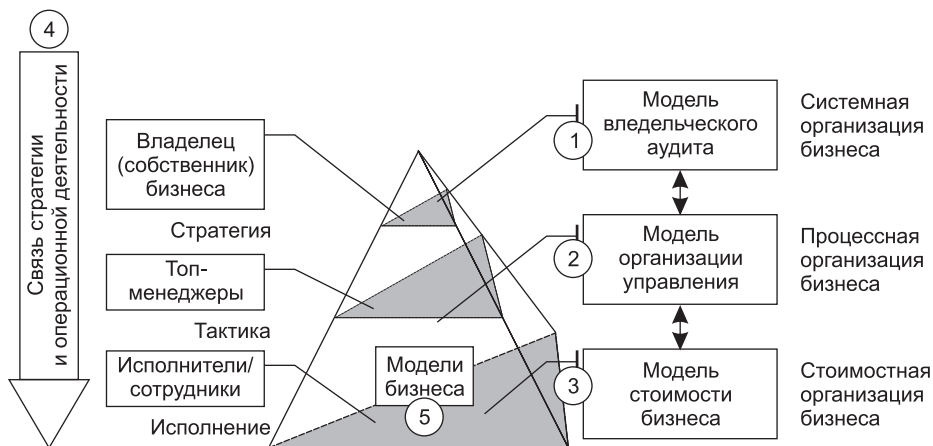 4
Связь стратегии
и операционной деятельности
Владелец
(собственник)
бизнеса
Стратегия
Топ-
менеджеры
Тактика
Исполнители/
сотрудники
Исполнение
Модели
бизнеса
5
1
Модель
вледельческого
аудита
Системная
организация
бизнеса
2
Модель
организации
управления
Процессная
организация
бизнеса
3
Модель
стоимости
бизнеса
Стоимостная
организация
бизнеса